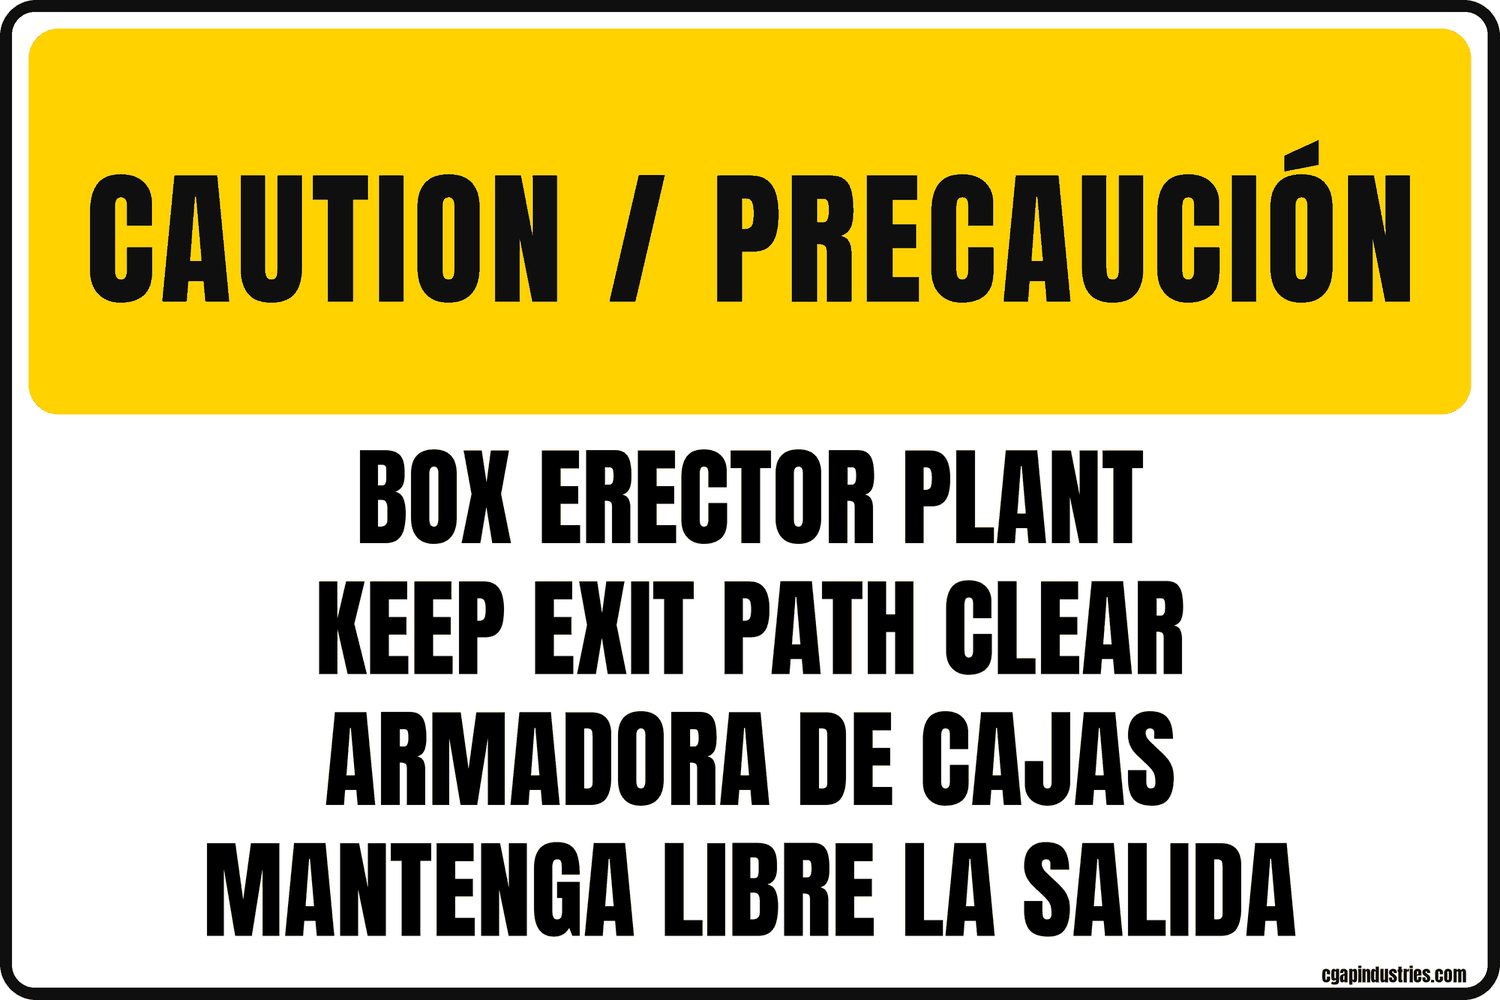 CAUTION / PRECAUCIÓN
BOX ERECTOR PLANT
KEEP EXIT PATH CLEAR
ARMADORA DE CAJAS
MANTENGA LIBRE LA SALIDA
cgapindustries.com